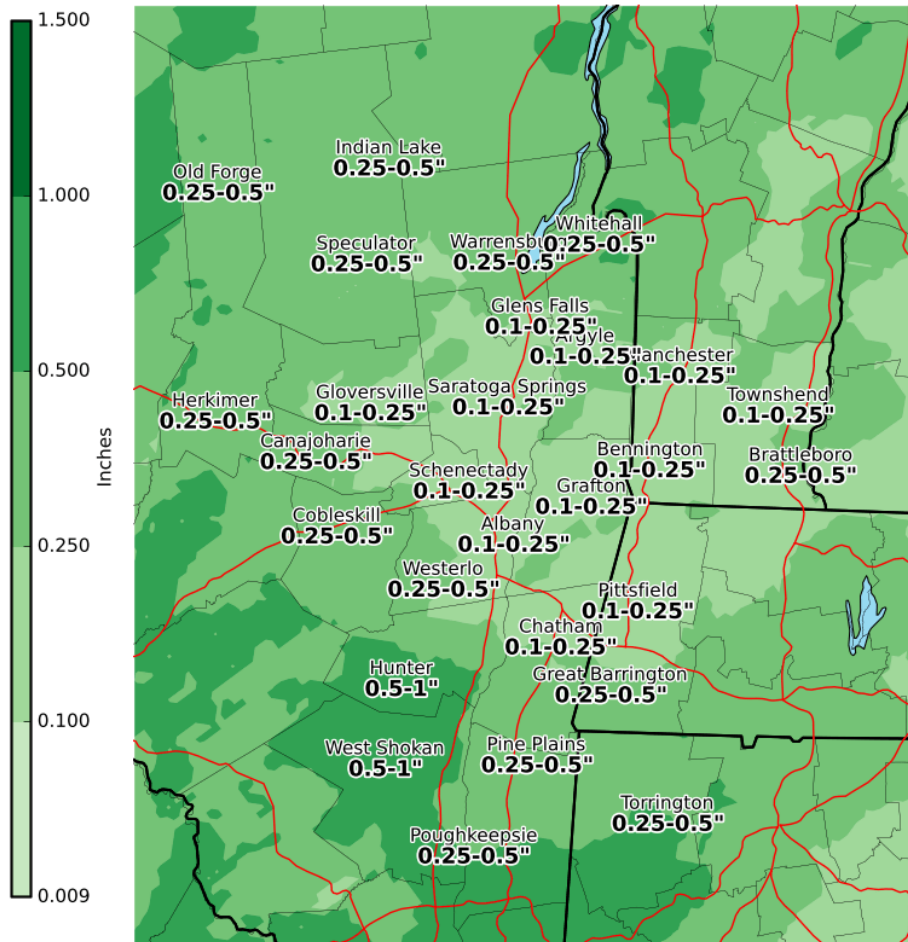 1.500
1.000
0.500
0.250
0.100
0.009
Inches
Indian Lake
0.25-0.5"
Old Forge
0.25-0.5"
Whitehall
0.25-0.5"
Speculator
0.25-0.5"
Warrensbu
0.25-0.5"
Glens Falls
0.1-0.25"
Argyle
0.1-0.25"
Manchester
0.1-0.25"
Gloversville
0.1-0.25"
Saratoga Springs
0.1-0.25"
Townshend
0.1-0.25"
Herkimer
0.25-0.5"
Canajoharie
0.25-0.5"
Bennington
0.1-0.25"
Brattleboro
0.25-0.5"
Schenectady
0.1-0.25"
Grafton
0.1-0.25"
Cobleskill
0.25-0.5"
Albany
0.1-0.25"
Westerlo
0.25-0.5"
Pittsfield
0.1-0.25"
Chatham
0.1-0.25"
Hunter
0.5-1"
Great Barrington
0.25-0.5"
West Shokan
0.5-1"
Pine Plains
0.25-0.5"
Torrington
0.25-0.5"
Poughkeepsie
0.25-0.5"